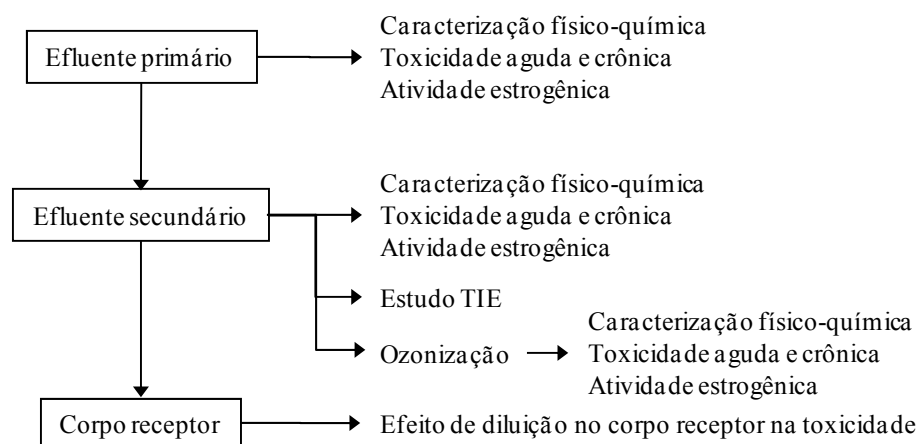 Efluente primário
Caracterização físico-química
Toxicidade aguda e crônica
Atividade estrogênica
Efluente secundário
Caracterização físico-química
Toxicidade aguda e crônica
Atividade estrogênica
Estudo TIE
Ozonização
Caracterização físico-química
Toxicidade aguda e crônica
Atividade estrogênica
Corpo receptor
Efeito de diluição no corpo receptor na toxicidade